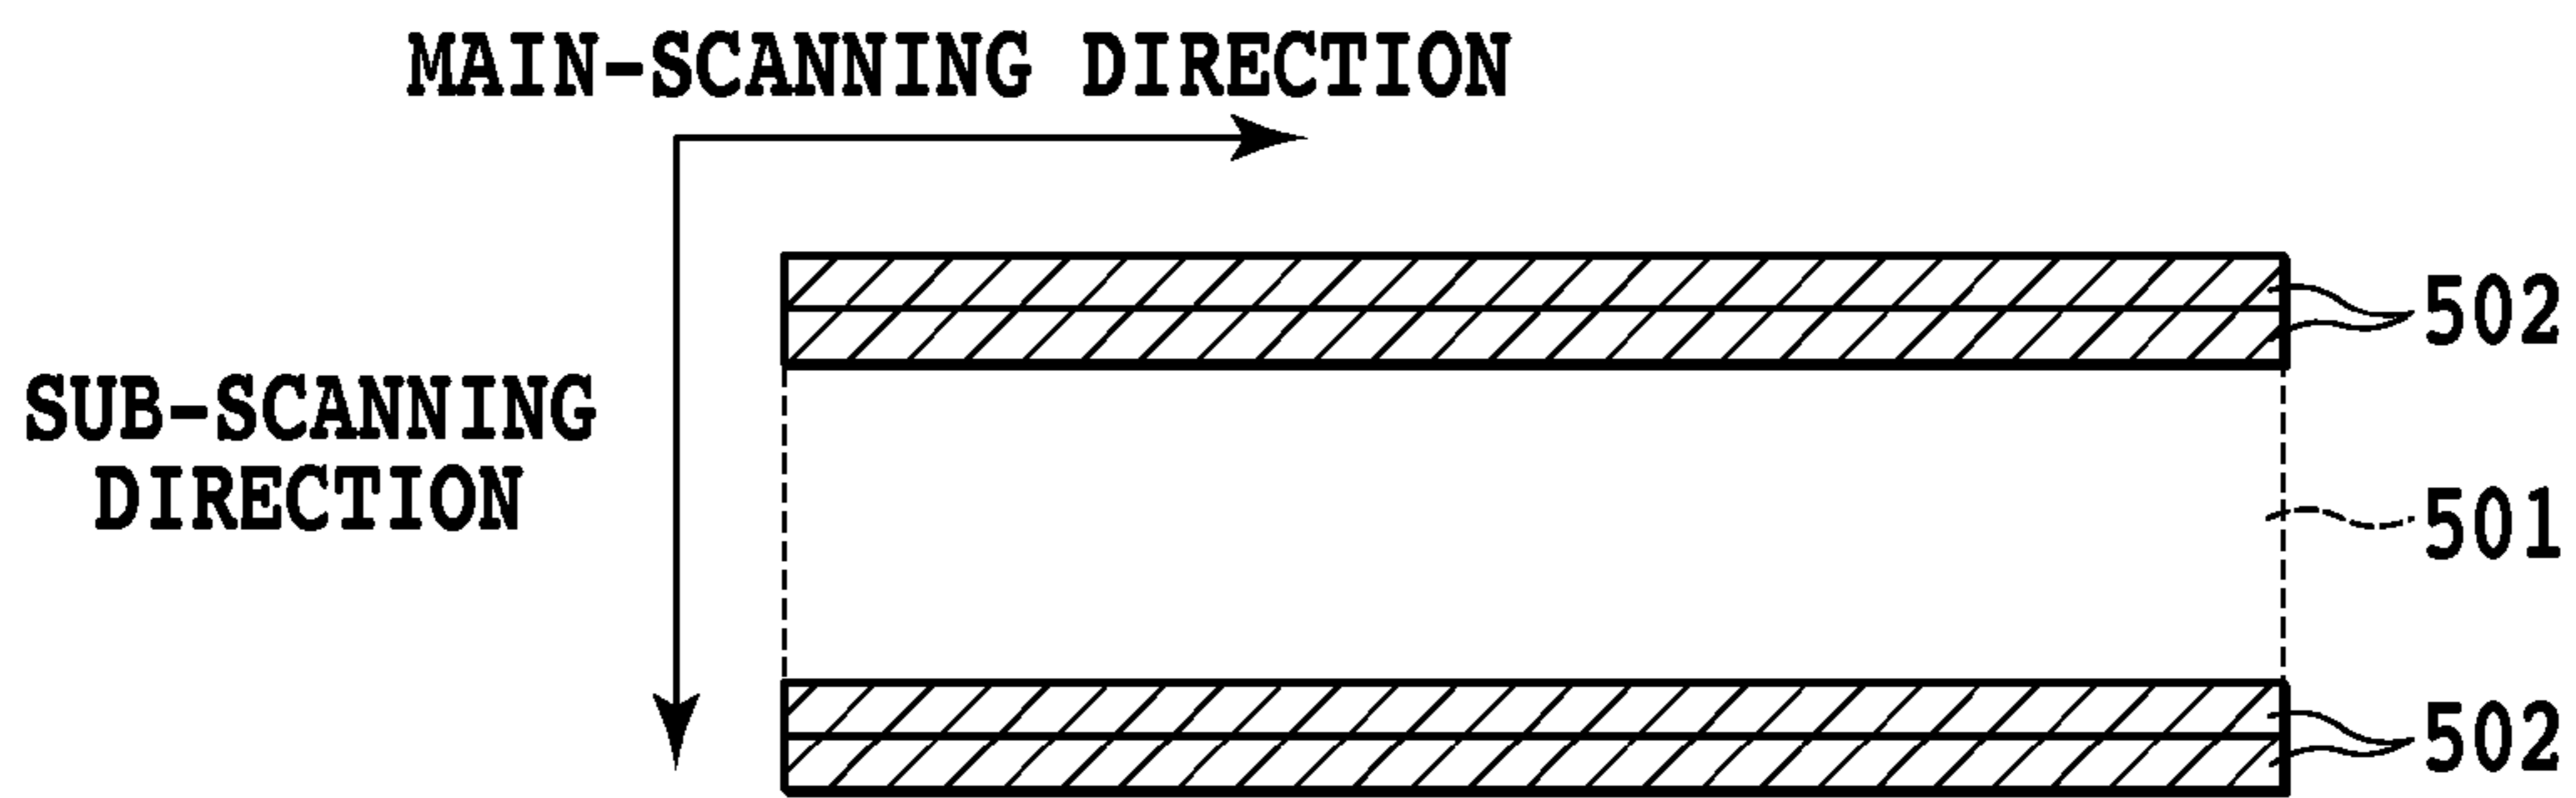 MAIN-SCANNING DIRECTION
502
SUB-SCANNING
DIRECTION
501
502